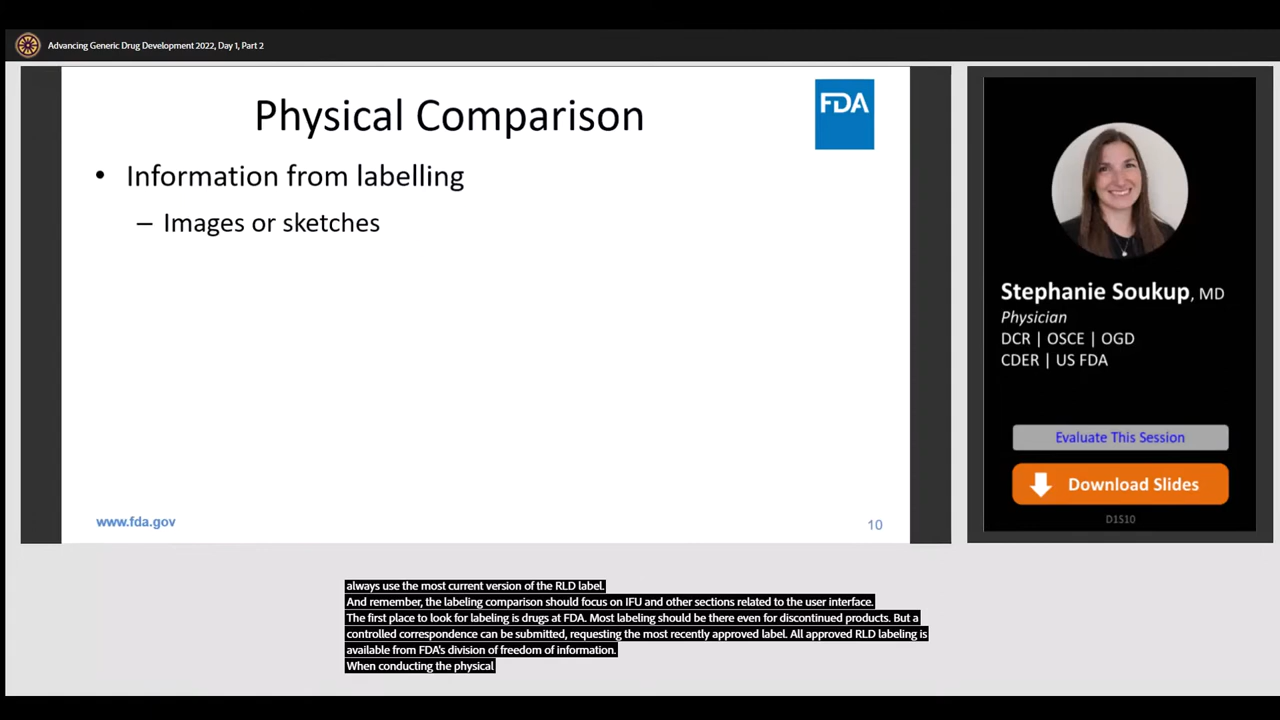 Advancing Generic Drug Development 2022, Day 1, Part 2
Physical Comparison
FDA
• Information from labelling
– Images or sketches
www.fda.gov
10
Stephanie Soukup, MD
Physician
DCR | OSCE | OGD
CDER | US FDA
Evaluate This Session
Download Slides
D1S10
always use the most current version of the RLD label.
And remember, the labeling comparison should focus on IFU and other sections related to the user interface.
The first place to look for labeling is drugs at FDA. Most labeling should be there even for discontinued products. But a
controlled correspondence can be submitted, requesting the most recently approved label. All approved RLD labeling is
available from FDA's division of freedom of information.
When conducting the physical